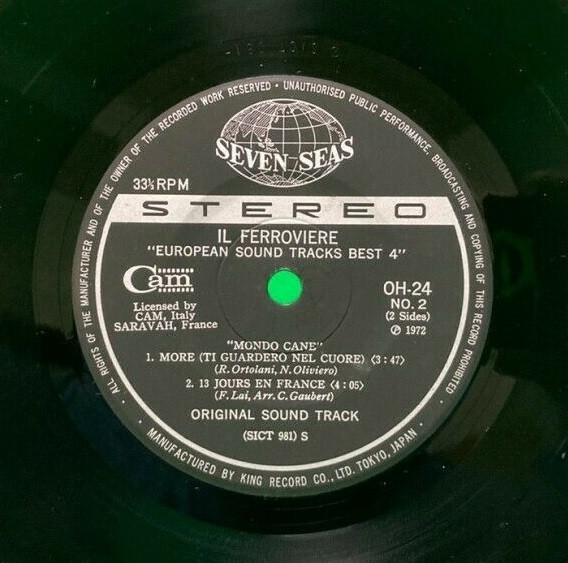 ALL RIGHTS OF THE MANUFACTURER AND OF THE OWNER OF THE RECORDED WORK RESERVED • UNAUTHORISED PUBLIC PERFORMANCE, BROADCASTING AND COPYING OF THIS RECORD PROHIBITED •
SEVEN SEAS
33⅓ RPM
STEREO
IL FERROVIERE
"EUROPEAN SOUND TRACKS BEST 4"
Cam
Licensed by
CAM, Italy
SARAVAH, France
OH-24
NO. 2
(2 Sides)
Ⓟ 1972
"MONDO CANE"
1. MORE (TI GUARDERO NEL CUORE) 〈3 : 47〉
(R. Ortolani, N. Oliviero)
2. 13 JOURS EN FRANCE 〈4 : 05〉
(F. Lai, Arr. C. Gaubert)
ORIGINAL SOUND TRACK
(SICT 981) S
MANUFACTURED BY KING RECORD CO., LTD. TOKYO, JAPAN •